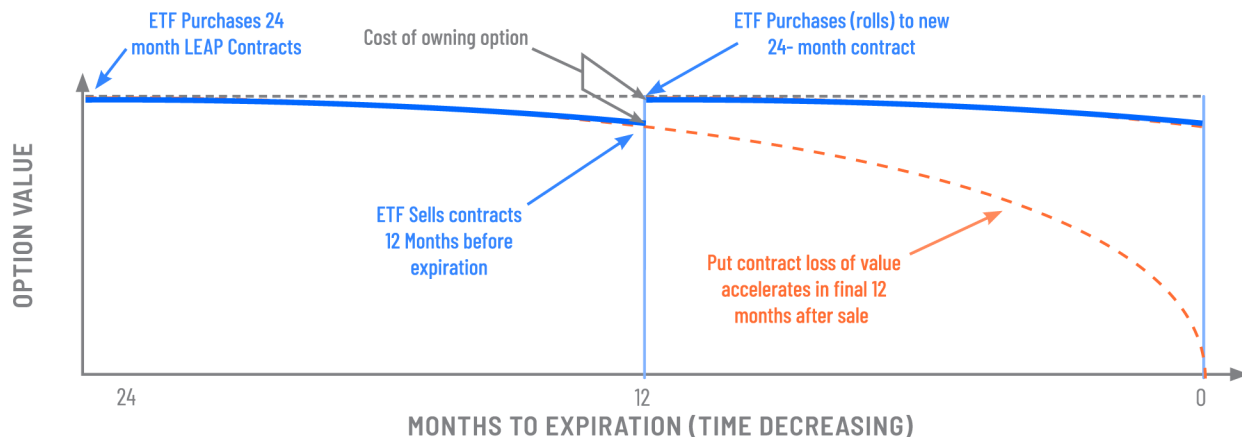 ETF Purchases 24
month LEAP Contracts
Cost of owning option
ETF Purchases (rolls) to new
24- month contract
OPTION VALUE
ETF Sells contracts
12 Months before
expiration
Put contract loss of value
accelerates in final 12
months after sale
24
12
0
MONTHS TO EXPIRATION (TIME DECREASING)